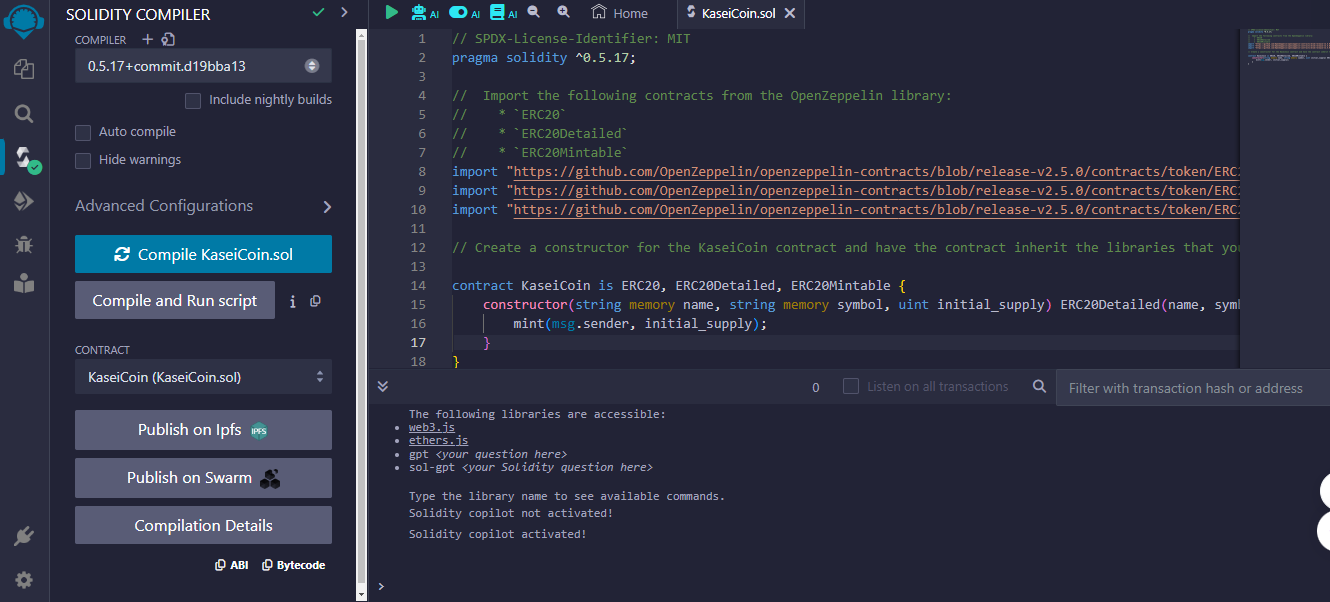 SOLIDITY COMPILER
COMPILER
0.5.17+commit.d19bba13
Include nightly builds
Auto compile
Hide warnings
Advanced Configurations
Compile KaseiCoin.sol
Compile and Run script
CONTRACT
KaseiCoin (KaseiCoin.sol)
Publish on Ipfs IPFS
Publish on Swarm
Compilation Details
ABI Bytecode
AI AI AI Home KaseiCoin.sol
1 // SPDX-License-Identifier: MIT
2 pragma solidity ^0.5.17;
3
4 //  Import the following contracts from the OpenZeppelin library:
5 //    * `ERC20`
6 //    * `ERC20Detailed`
7 //    * `ERC20Mintable`
8 import "https://github.com/OpenZeppelin/openzeppelin-contracts/blob/release-v2.5.0/contracts/token/ERC
9 import "https://github.com/OpenZeppelin/openzeppelin-contracts/blob/release-v2.5.0/contracts/token/ERC
10 import "https://github.com/OpenZeppelin/openzeppelin-contracts/blob/release-v2.5.0/contracts/token/ERC
11
12 // Create a constructor for the KaseiCoin contract and have the contract inherit the libraries that yo
13
14 contract KaseiCoin is ERC20, ERC20Detailed, ERC20Mintable {
15     constructor(string memory name, string memory symbol, uint initial_supply) ERC20Detailed(name, sym
16         mint(msg.sender, initial_supply);
17     }
18 }
0 Listen on all transactions Filter with transaction hash or address
The following libraries are accessible:
• web3.js
• ethers.js
• gpt <your question here>
• sol-gpt <your Solidity question here>
Type the library name to see available commands.
Solidity copilot not activated!
Solidity copilot activated!
>